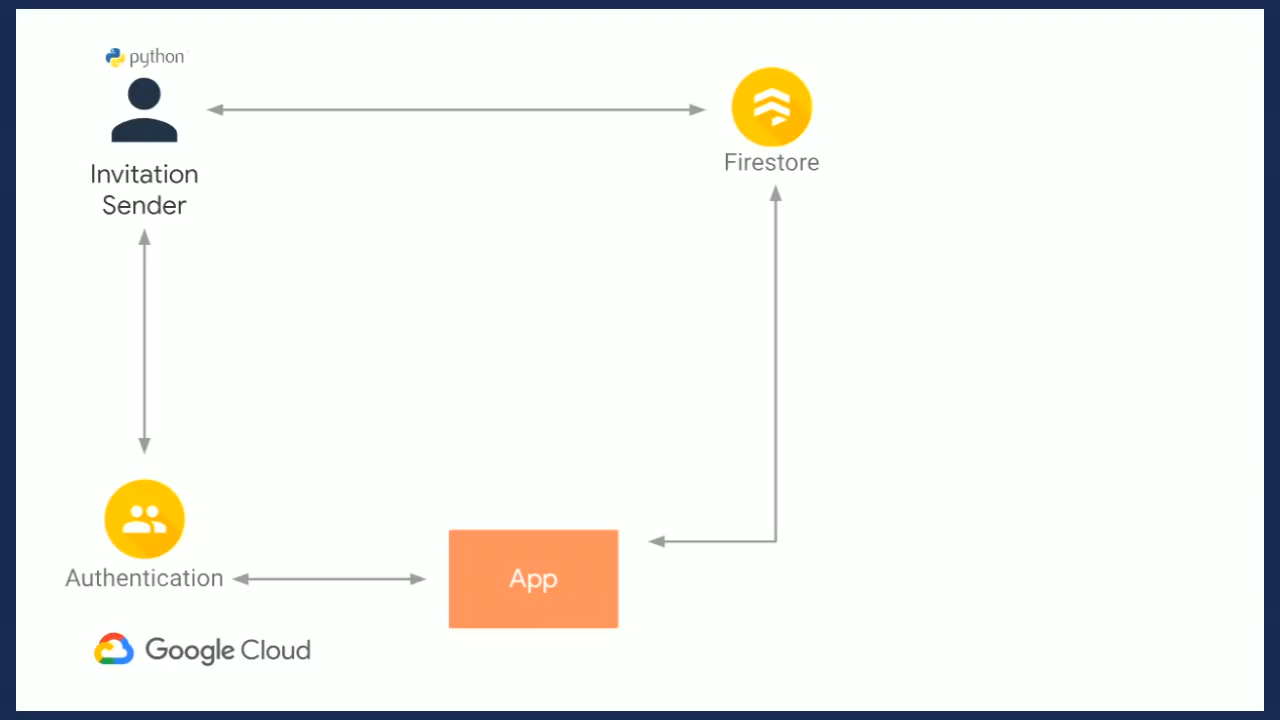 python
Invitation
Sender
Firestore
Authentication
App
Google Cloud